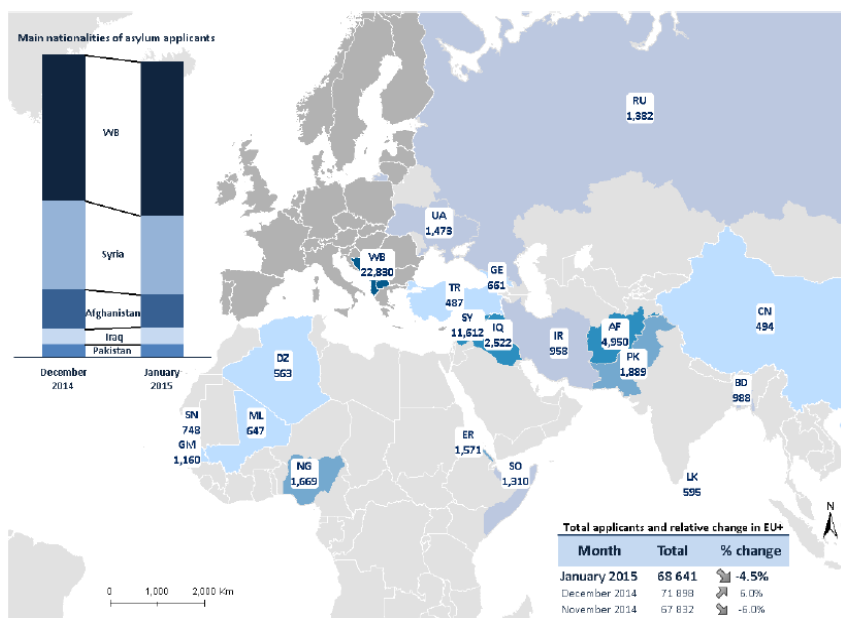 Main nationalities of asylum applicants
WB
Syria
Afghanistan
Iraq
Pakistan
December
2014
January
2015
RU
1,382
UA
1,473
WB
22,830
GE
661
TR
487
SY
11,612
IQ
2,522
IR
958
AF
4,950
PK
1,889
CN
494
BD
988
DZ
563
SN
748
ML
647
GM
1,160
NG
1,669
ER
1,571
SO
1,310
LK
595
N
0 1,000 2,000 Km
Total applicants and relative change in EU+
Month Total % change
January 2015 68 641 -4.5%
December 2014 71 898 6.0%
November 2014 67 832 -6.0%